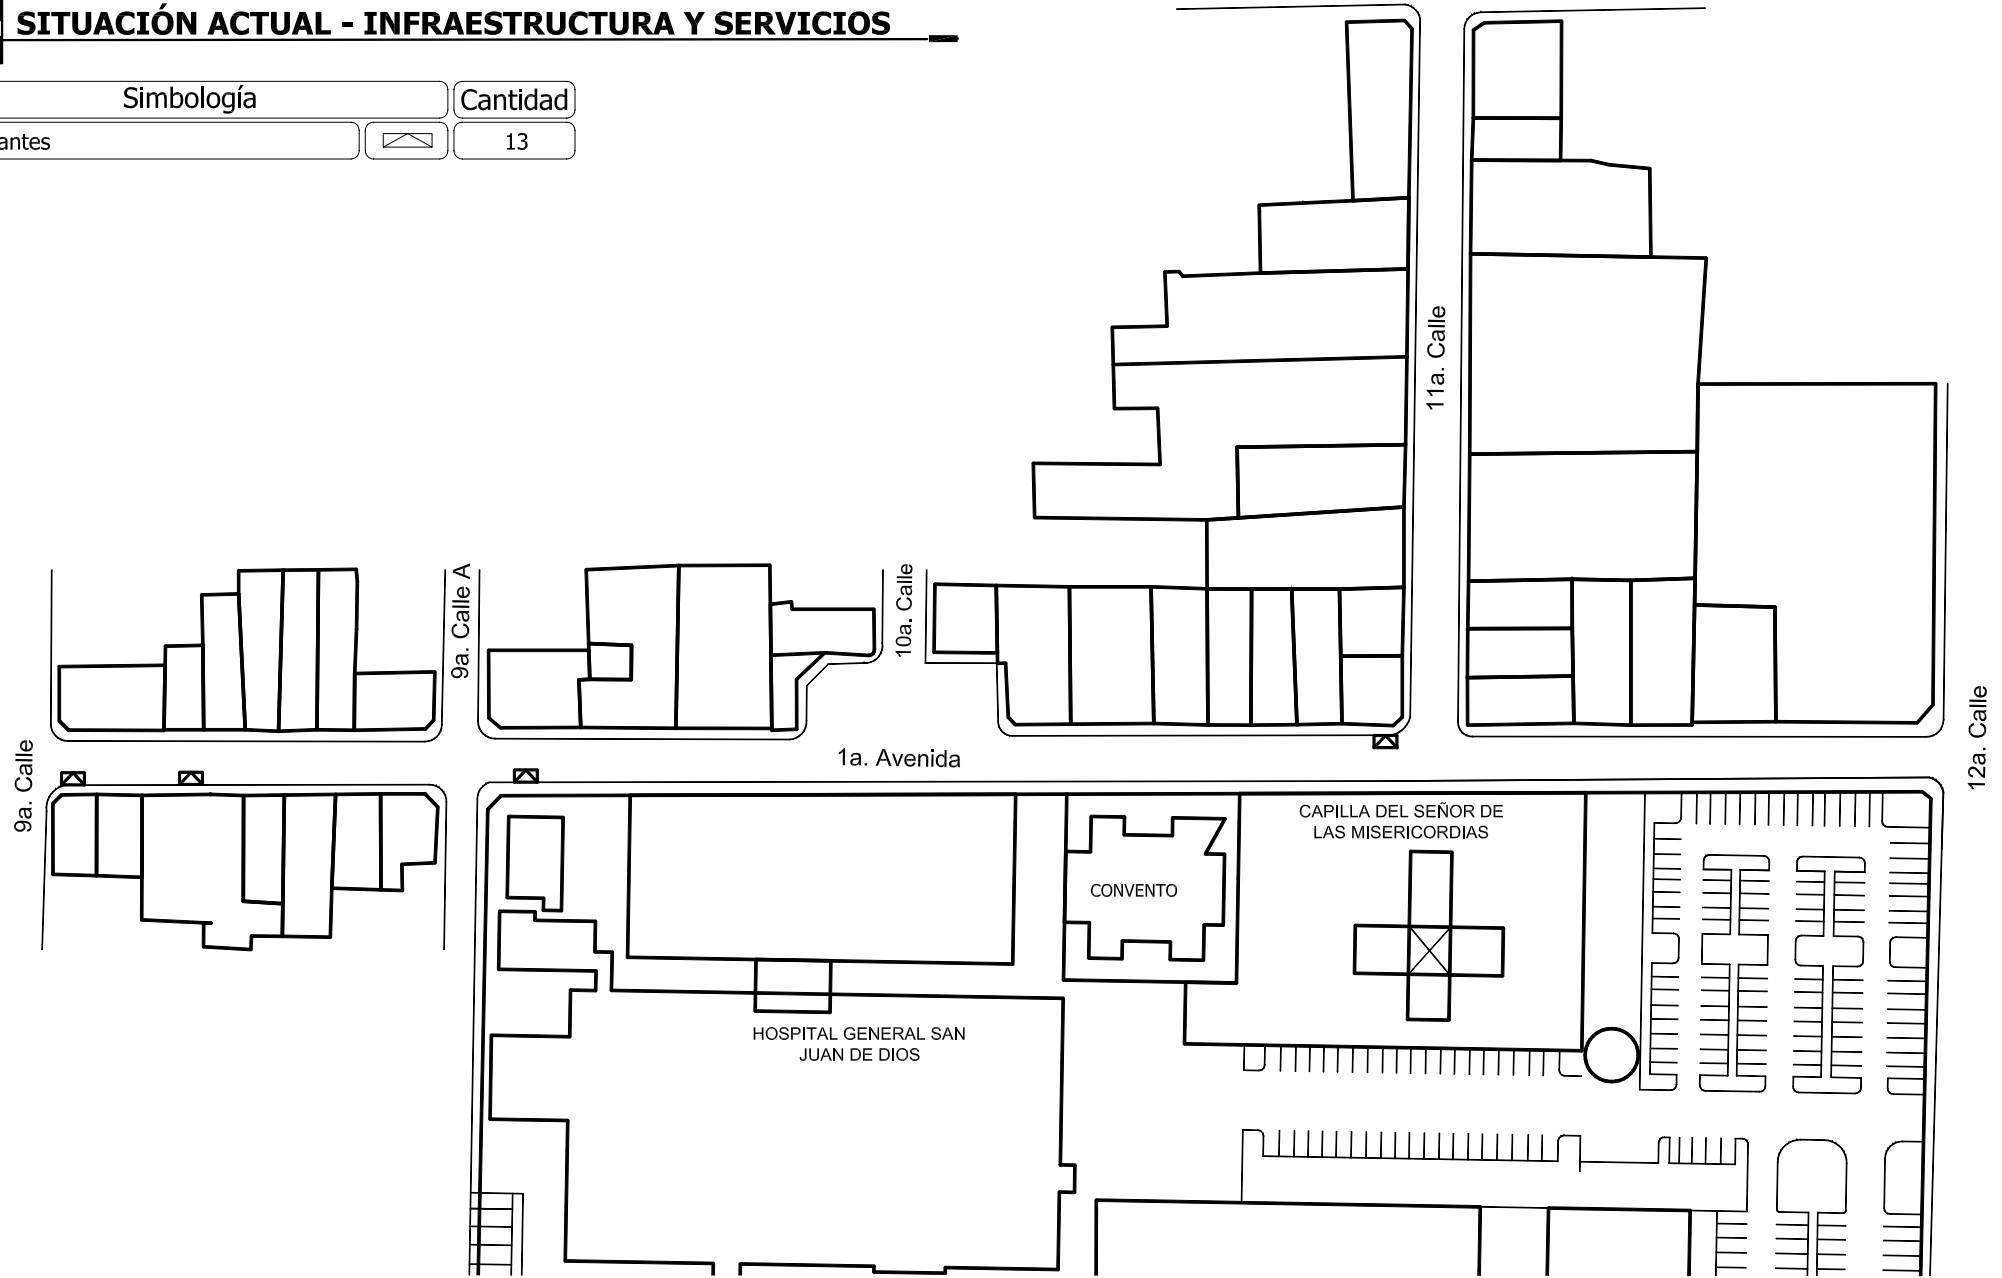 SITUACIÓN ACTUAL - INFRAESTRUCTURA Y SERVICIOS
Simbología
Cantidad
antes
13
11a. Calle
9a. Calle A
10a. Calle
9a. Calle
1a. Avenida
12a. Calle
CAPILLA DEL SEÑOR DE
LAS MISERICORDIAS
CONVENTO
HOSPITAL GENERAL SAN
JUAN DE DIOS